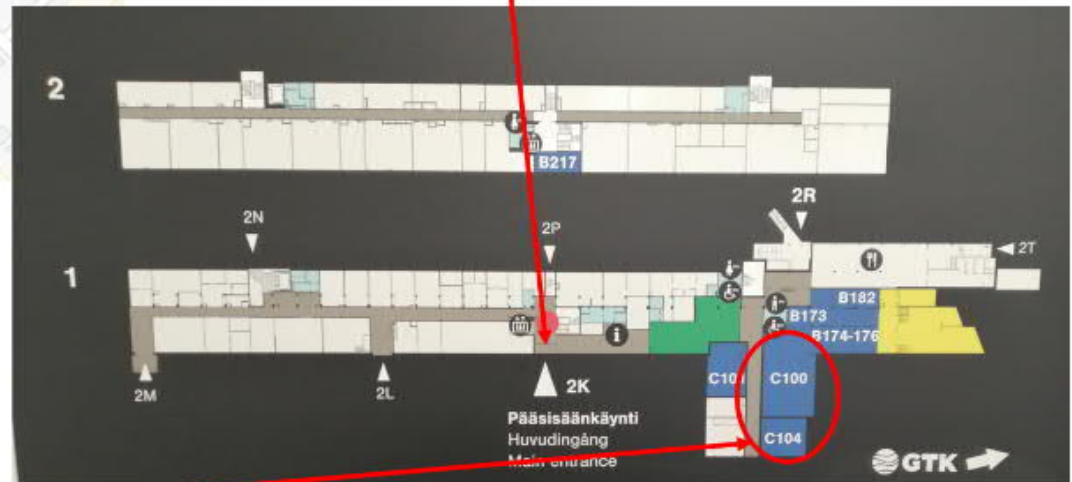 2
B217
2N
2P
2R
2T
1
B182
B173
B174-176
C101
C100
C104
2M
2L
2K
Pääsisäänkäynti
Huvudingång
Main entrance
GTK